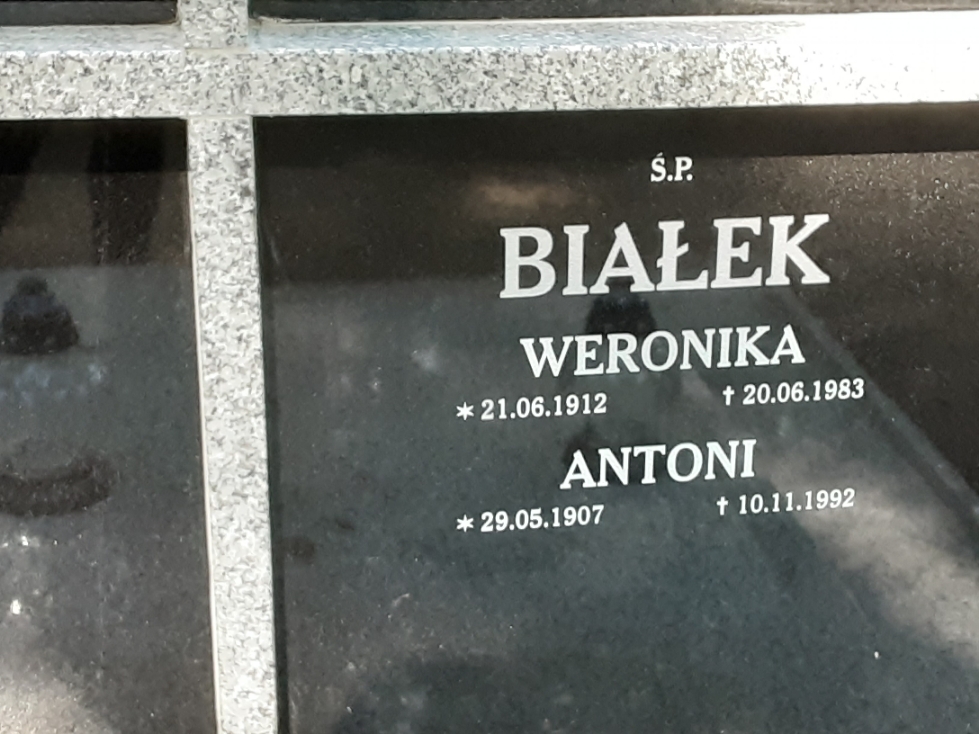 Ś.P.
BIAŁEK
WERONIKA
* 21.06.1912 † 20.06.1983
ANTONI
* 29.05.1907 † 10.11.1992